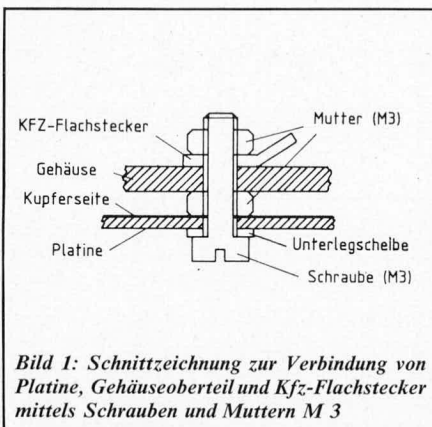 KFZ-Flachstecker
Mutter (M3)
Gehäuse
Kupferseite
Platine
Unterlegscheibe
Schraube (M3)
Bild 1: Schnittzeichnung zur Verbindung von
Platine, Gehäuseoberteil und Kfz-Flachstecker
mittels Schrauben und Muttern M 3